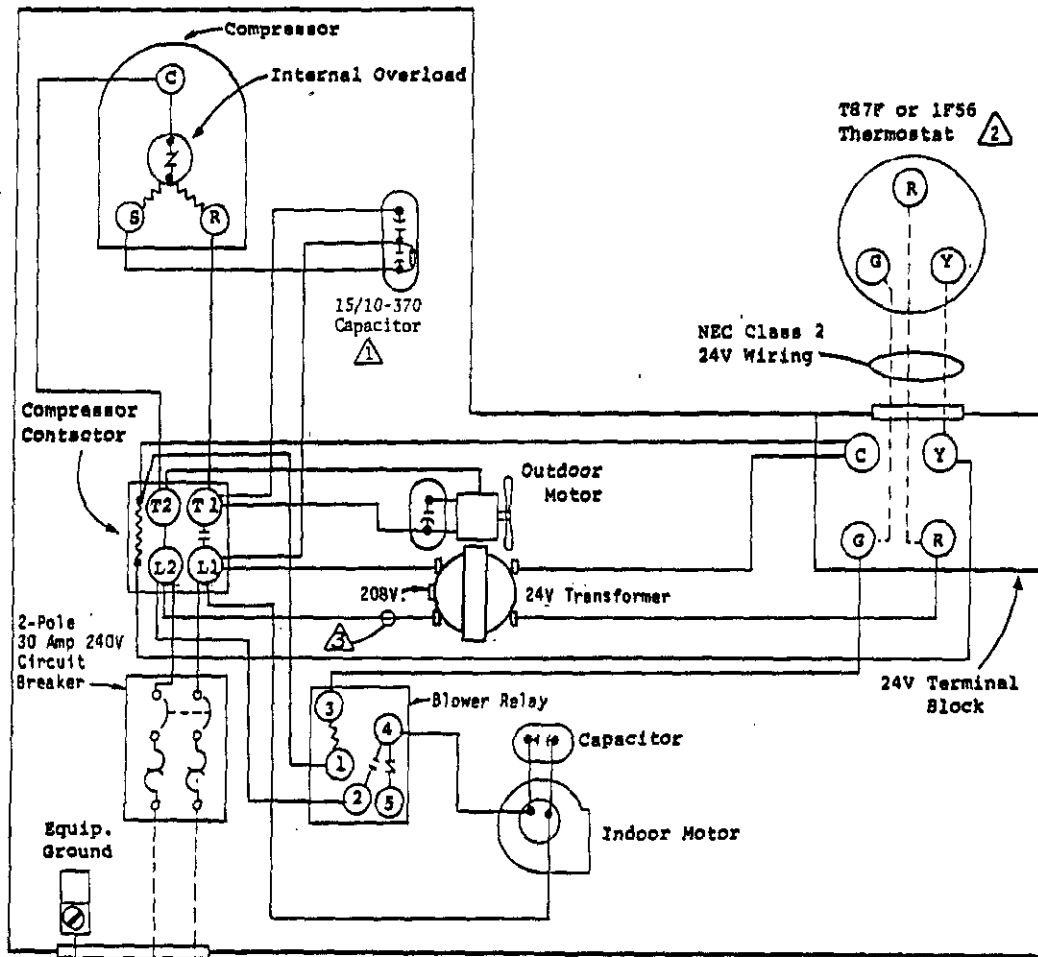 Compressor
C
Internal Overload
S
R
15/10-370
Capacitor
1
T87F or 1F56
Thermostat
2
R
G
Y
NEC Class 2
24V Wiring
Compressor
Contactor
T2
T1
L2
L1
Outdoor
Motor
C
Y
G
R
208V
24V Transformer
3
2-Pole
30 Amp 240V
Circuit
Breaker
24V Terminal
Block
Blower Relay
3
4
1
2
5
Capacitor
Indoor Motor
Equip.
Ground